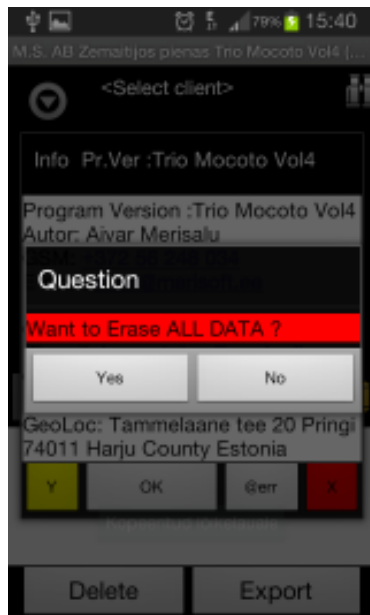 79% 15:40
M.S. AB Zemaitijos pienas Trio Mocoto Vol4 (...
<Select client>
Info Pr.Ver :Trio Mocoto Vol4
Program Version :Trio Mocoto Vol4
Autor: Aivar Merisalu
Question
Want to Erase ALL DATA ?
Yes No
GeoLoc: Tammelaane tee 20 Pringi
74011 Harju County Estonia
Y OK @err X
Delete Export